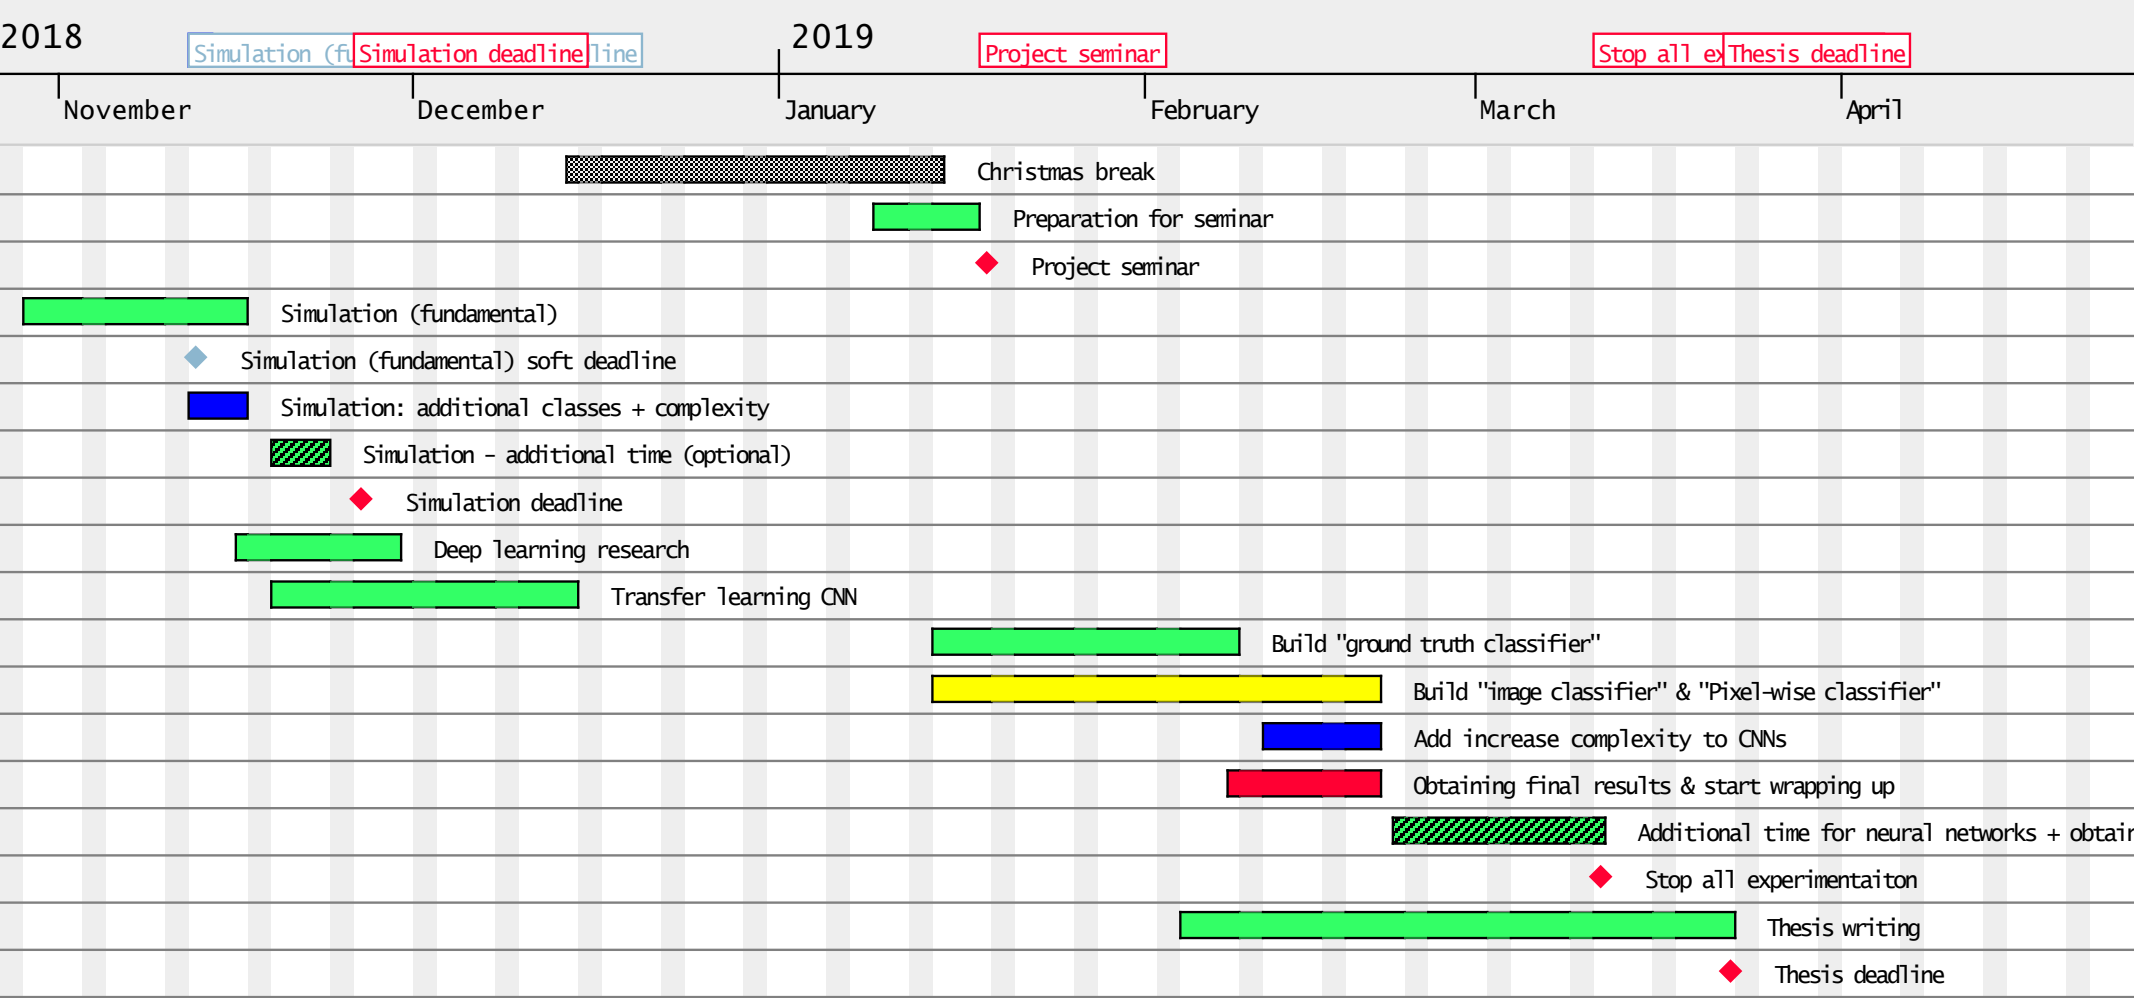 2018
2019
Simulation (fu
Simulation deadline
line
Project seminar
Stop all ex
Thesis deadline
November
December
January
February
March
April
Christmas break
Preparation for seminar
Project seminar
Simulation (fundamental)
Simulation (fundamental) soft deadline
Simulation: additional classes + complexity
Simulation - additional time (optional)
Simulation deadline
Deep learning research
Transfer learning CNN
Build "ground truth classifier"
Build "image classifier" & "Pixel-wise classifier"
Add increase complexity to CNNs
Obtaining final results & start wrapping up
Additional time for neural networks + obtair
Stop all experimentaiton
Thesis writing
Thesis deadline